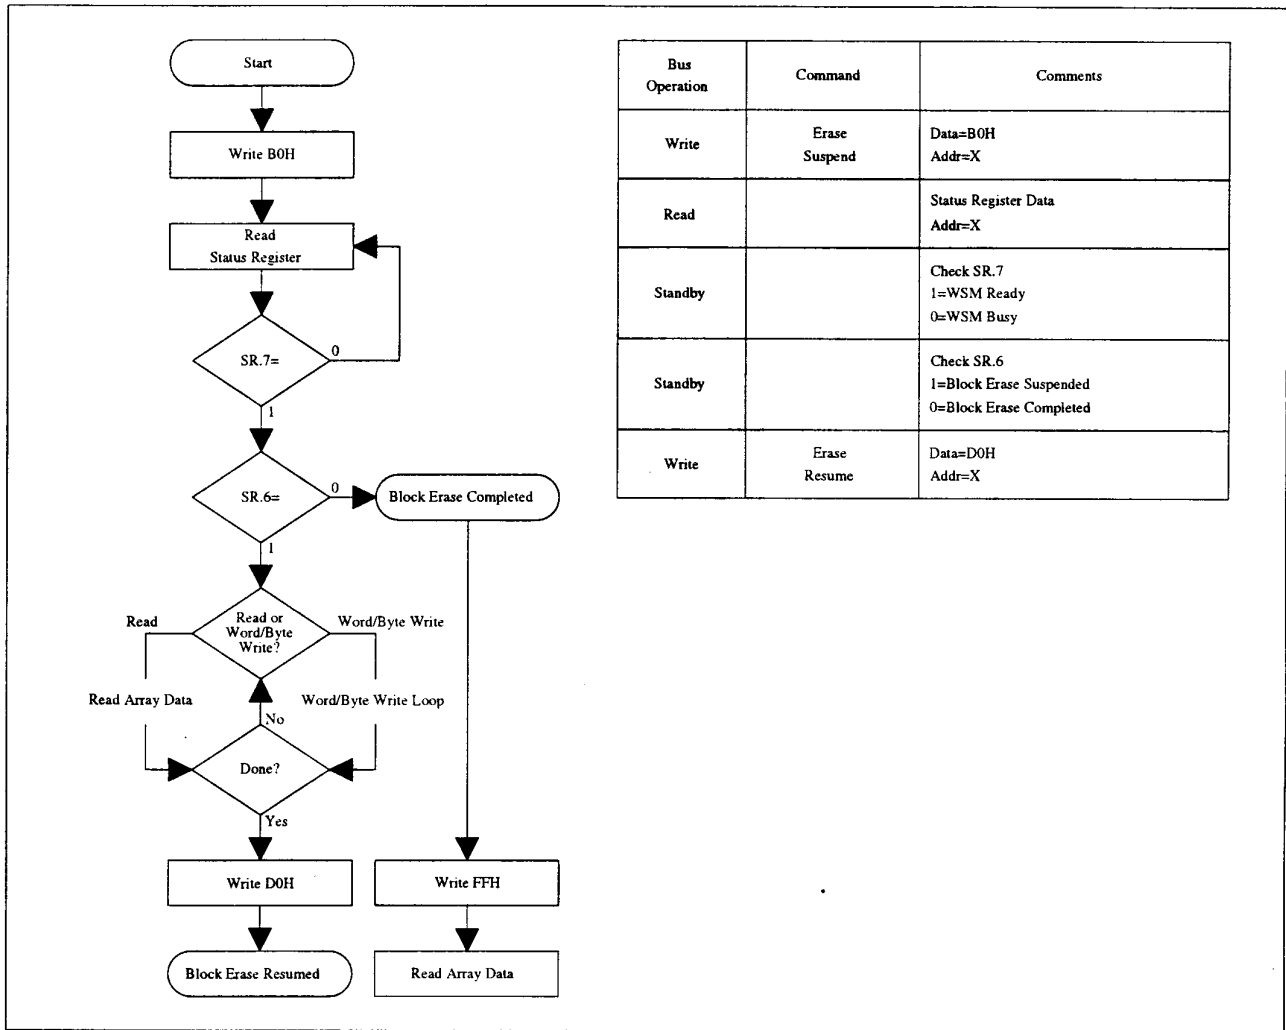 Start
Write B0H
Read
Status Register
SR.7=
0
1
SR.6=
0
Block Erase Completed
1
Read
Read or
Word/Byte
Write?
Word/Byte Write
Read Array Data
Word/Byte Write Loop
No
Done?
Yes
Write D0H
Write FFH
Block Erase Resumed
Read Array Data
Bus
Operation
Command
Comments
Write
Erase
Suspend
Data=B0H
Addr=X
Read
Status Register Data
Addr=X
Standby
Check SR.7
1=WSM Ready
0=WSM Busy
Standby
Check SR.6
1=Block Erase Suspended
0=Block Erase Completed
Write
Erase
Resume
Data=D0H
Addr=X